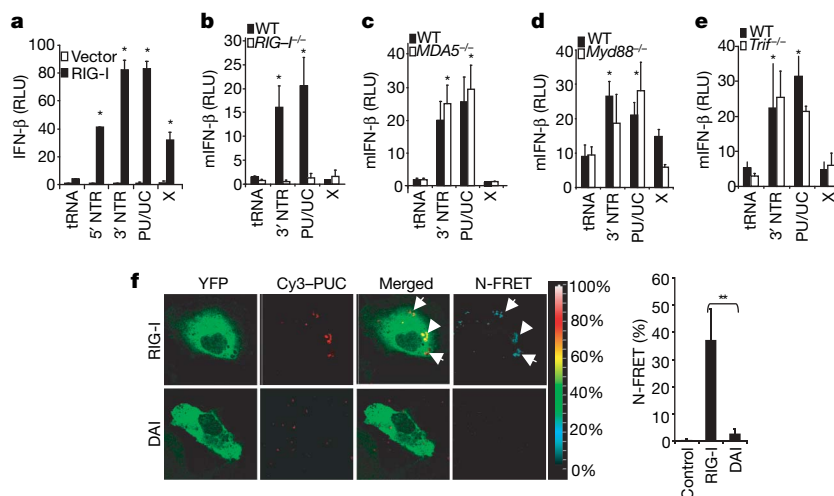 a
IFN-β (RLU)
100
80
60
40
20
0
Vector
RIG-I
* * * *
tRNA
5′ NTR
3′ NTR
PU/UC
X
b
mIFN-β (RLU)
30
25
20
15
10
5
0
WT
RIG-I–/–
* *
tRNA
3′ NTR
PU/UC
X
c
mIFN-β (RLU)
40
30
20
10
0
WT
MDA5–/–
* *
tRNA
3′ NTR
PU/UC
X
d
mIFN-β (RLU)
40
30
20
10
0
WT
Myd88–/–
* *
tRNA
3′ NTR
PU/UC
X
e
mIFN-β (RLU)
40
30
20
10
0
WT
Trif–/–
* *
tRNA
3′ NTR
PU/UC
X
f
YFP Cy3–PUC Merged N-FRET
RIG-I
DAI
100%
80%
60%
40%
20%
0%
N-FRET (%)
60
50
40
30
20
10
0
**
Control
RIG-I
DAI